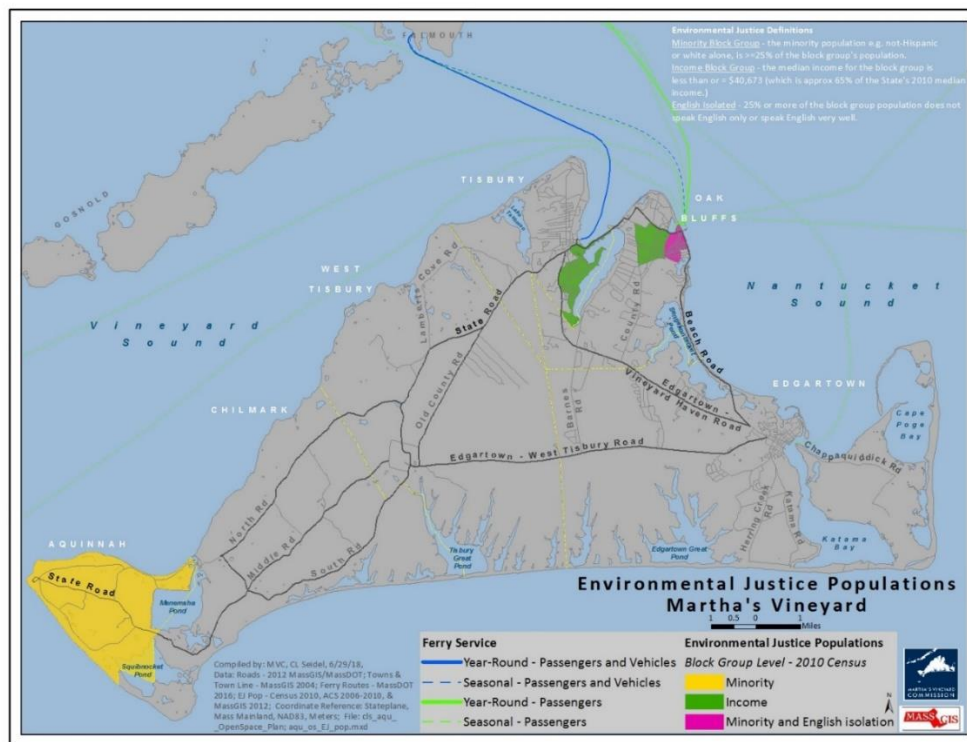 FALMOUTH
Environmental Justice Definitions
Minority Block Group - the minority population e.g. not-Hispanic
or white alone, is >=25% of the block group's population.
Income Block Group - the median income for the block group is
less than or = $40,673 (which is approx 65% of the State's 2010 median
income.)
English Isolated - 25% or more of the block group population does not
speak English only or speak English very well.
GOSNOLD
TISBURY
OAK
BLUFFS
Lake
WEST
TISBURY
Lamberts Cove Rd
State Road
Old County Rd
County Rd
Beach Road
Nantucket
Sound
Vineyard
Sound
EDGARTOWN
Edgartown -
Vineyard Haven Road
Barnes Rd
CHILMARK
Cape
Poge
Bay
Chappaquiddick Rd
Edgartown - West Tisbury Road
North Rd
Middle Rd
South Rd
Herring Creek Rd
Katama Rd
Katama
Bay
Tisbury
Great
Pond
Edgartown Great
Pond
AQUINNAH
State Road
Menemsha
Pond
Squibnocket
Pond
Environmental Justice Populations
Martha's Vineyard
1 0 1
Miles
Compiled by: MVC, CL Seidel, 6/29/18,
Data: Roads - 2012 MassGIS/MassDOT; Towns &
Town Line - MassGIS 2004; Ferry Routes - MassDOT
2016; EJ Pop - Census 2010, ACS 2006-2010, &
MassGIS 2012; Coordinate Reference: Stateplane,
Mass Mainland, NAD83, Meters; File: cls_aqu_
_OpenSpace_Plan; aqu_os_EJ_pop.mxd
Ferry Service
Year-Round - Passengers and Vehicles
Seasonal - Passengers and Vehicles
Year-Round - Passengers
Seasonal - Passengers
Environmental Justice Populations
Block Group Level - 2010 Census
Minority
Income
Minority and English isolation
N
MARTHA'S VINEYARD
COMMISSION
MASSGIS